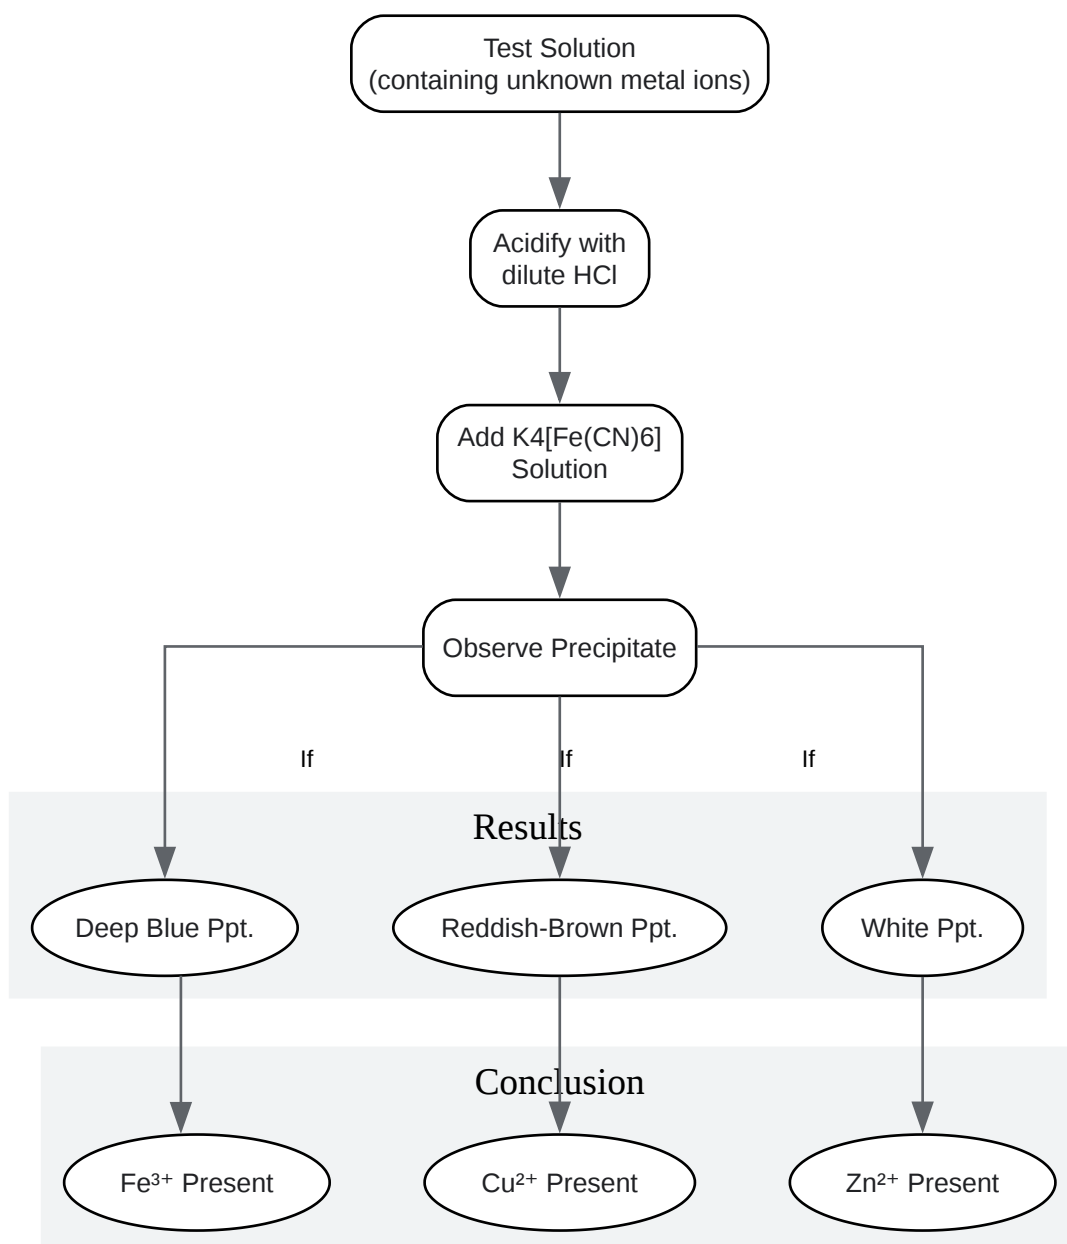 Test Solution
(containing unknown metal ions)
Acidify with
dilute HCl
Add K4[Fe(CN)6]
Solution
Observe Precipitate
If
If
If
Results
Deep Blue Ppt.
Reddish-Brown Ppt.
White Ppt.
Conclusion
Fe³⁺ Present
Cu²⁺ Present
Zn²⁺ Present